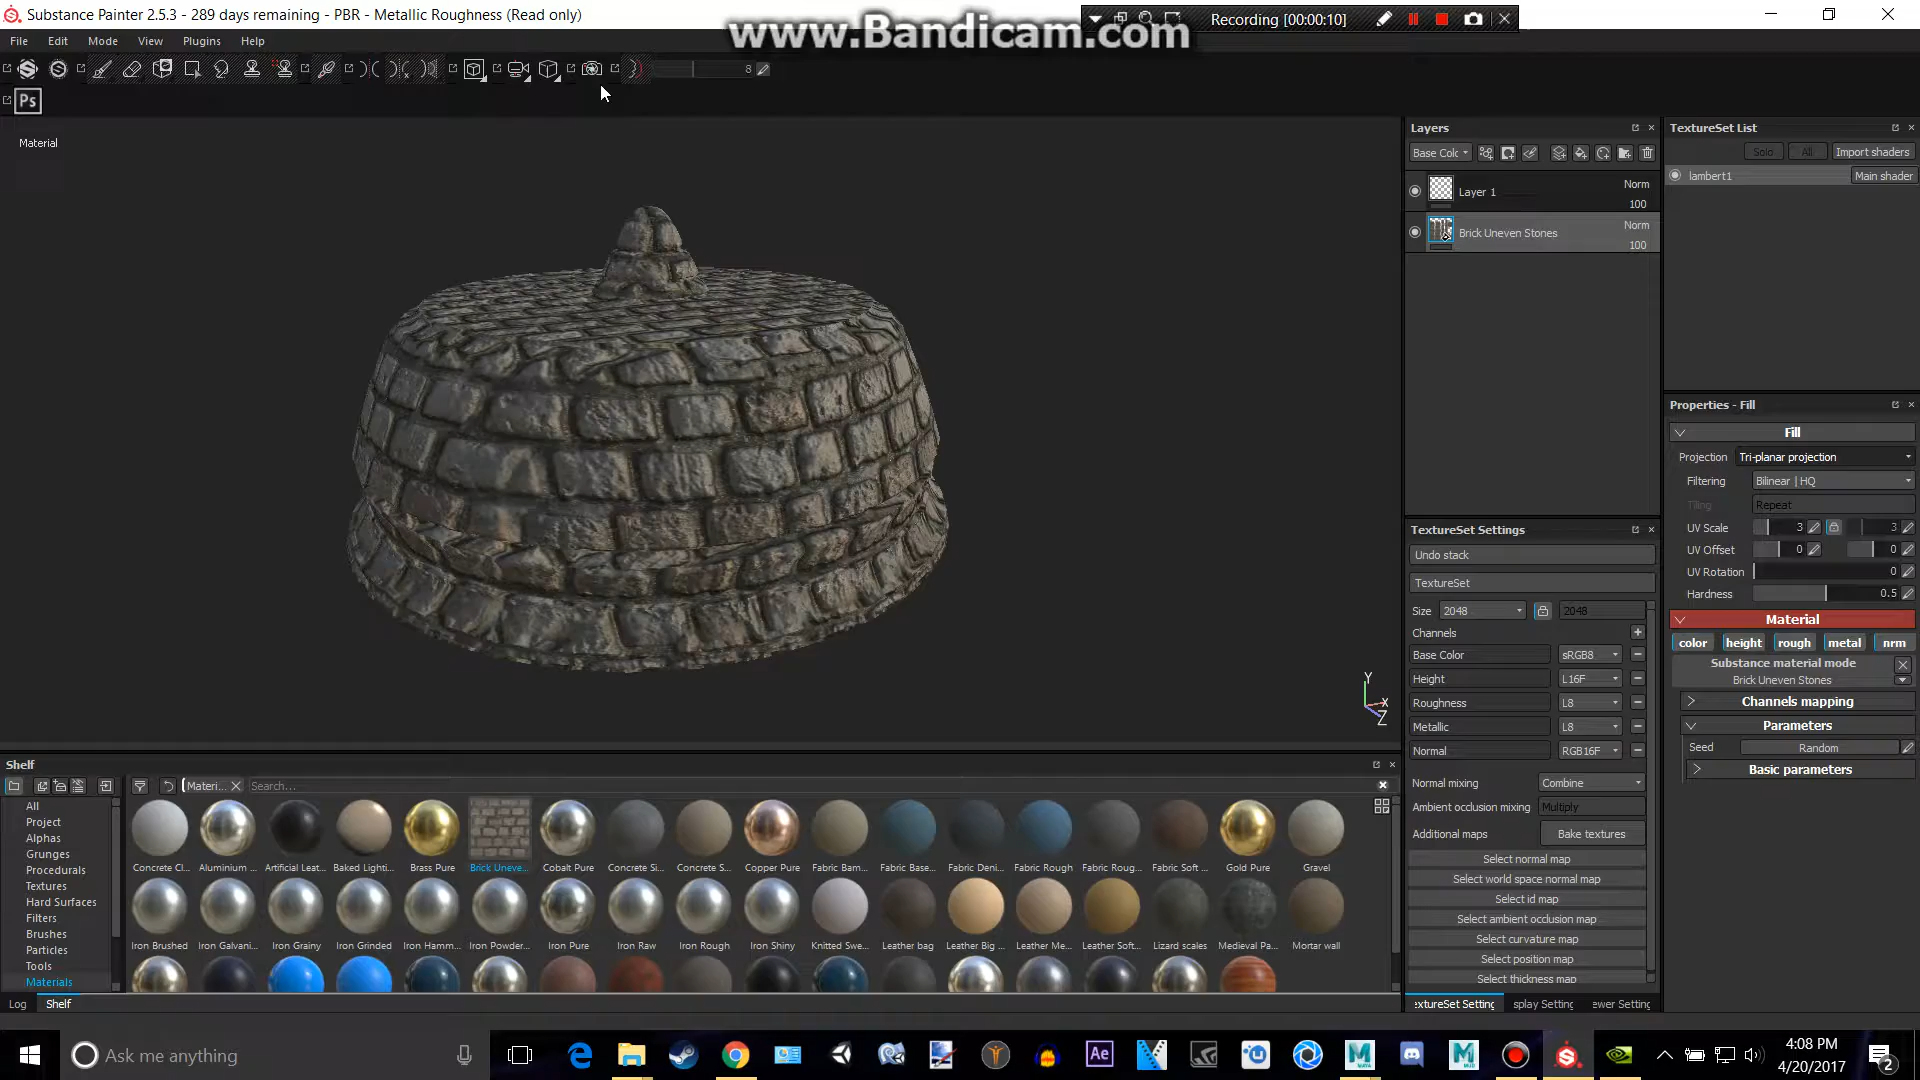 Substance Painter 2.5.3 - 289 days remaining - PBR - Metallic Roughness (Read only)
www.Bandicam.com
Recording [00:00:10]
File Edit Mode View Plugins Help
8
Ps
Material
Layers
Base Colc
Layer 1
Norm
100
Brick Uneven Stones
Norm
100
TextureSet List
Solo All Import shaders
lambert1 Main shader
TextureSet Settings
Undo stack
TextureSet
Size 2048 2048
Channels
Base Color sRGB8
Height L16F
Roughness L8
Metallic L8
Normal RGB16F
Normal mixing Combine
Ambient occlusion mixing Multiply
Additional maps Bake textures
Select normal map
Select world space normal map
Select id map
Select ambient occlusion map
Select curvature map
Select position map
Select thickness map
extureSet Setting splay Setting ewer Setting
Properties - Fill
Fill
Projection Tri-planar projection
Filtering Bilinear | HQ
Tiling Repeat
UV Scale 3 3
UV Offset 0 0
UV Rotation 0
Hardness 0.5
Material
color height rough metal nrm
Substance material mode
Brick Uneven Stones
Channels mapping
Parameters
Seed Random
Basic parameters
Y
X
Z
Shelf
Materi... Search...
All
Project
Alphas
Grunges
Procedurals
Textures
Hard Surfaces
Filters
Brushes
Particles
Tools
Materials
Concrete Cl... Aluminium ... Artificial Leat... Baked Lighti... Brass Pure Brick Uneve... Cobalt Pure Concrete Si... Concrete S... Copper Pure Fabric Bam... Fabric Base... Fabric Deni... Fabric Rough Fabric Roug... Fabric Soft ... Gold Pure Gravel
Iron Brushed Iron Galvani... Iron Grainy Iron Grinded Iron Hamm... Iron Powder... Iron Pure Iron Raw Iron Rough Iron Shiny Knitted Swe... Leather bag Leather Big ... Leather Me... Leather Soft... Lizard scales Medieval Pa... Mortar wall
Log Shelf
Ask me anything
Ae
4:08 PM
4/20/2017
2